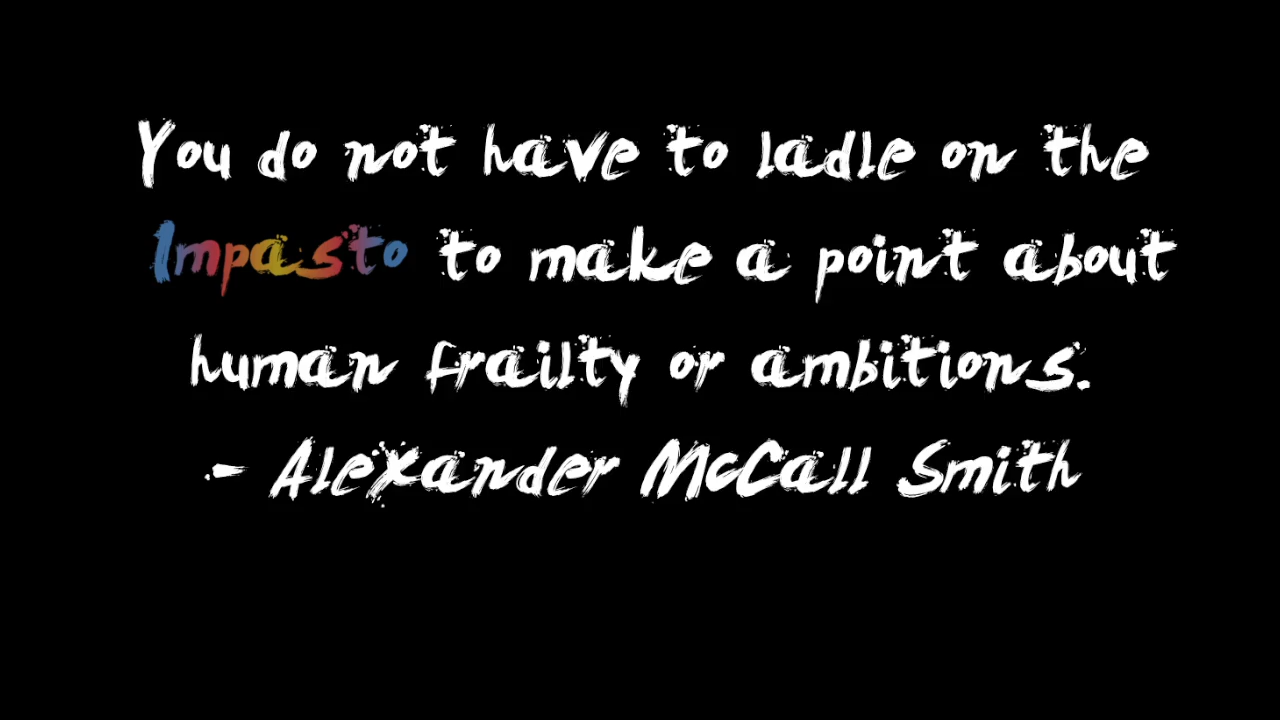 You do not have to ladle on the
Impasto to make a point about
human frailty or ambitions.
- Alexander McCall Smith